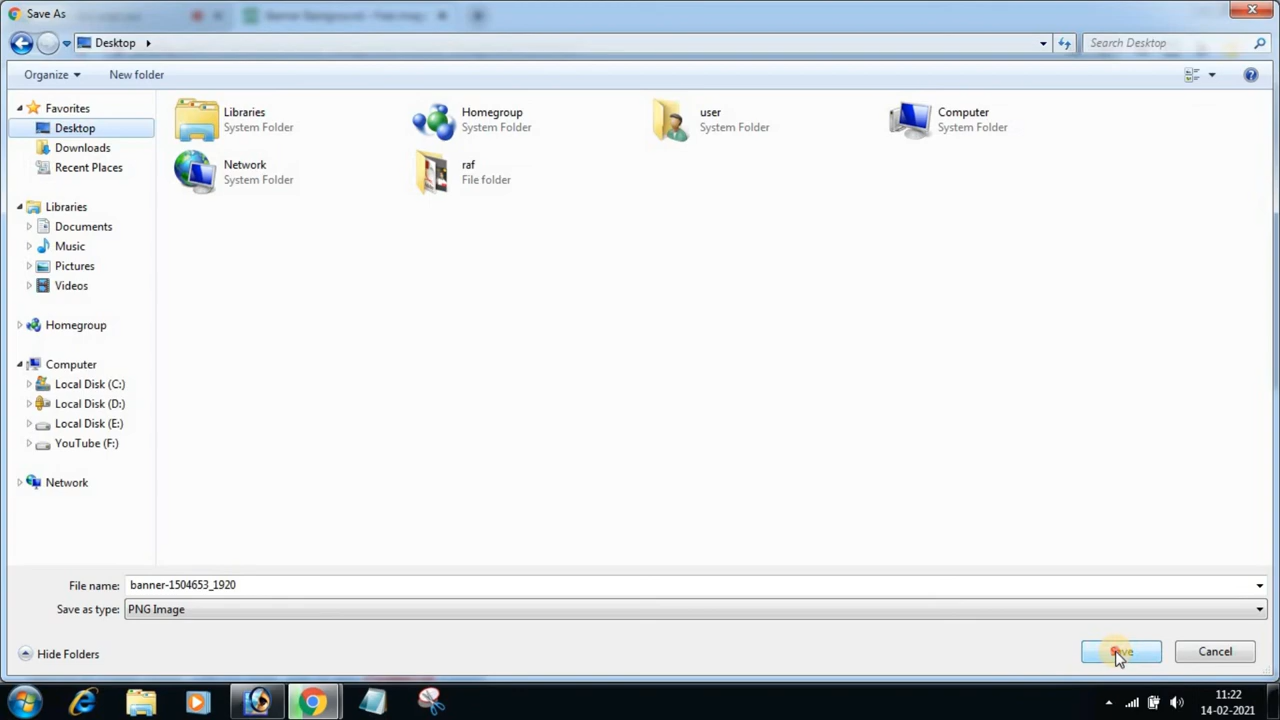 Save As
Desktop
Search Desktop
Organize
New folder
Favorites
Desktop
Downloads
Recent Places
Libraries
Documents
Music
Pictures
Videos
Homegroup
Computer
Local Disk (C:)
Local Disk (D:)
Local Disk (E:)
YouTube (F:)
Network
Libraries
System Folder
Homegroup
System Folder
user
System Folder
Computer
System Folder
Network
System Folder
raf
File folder
File name: banner-1504653_1920
Save as type: PNG Image
Hide Folders
Save
Cancel
11:22
14-02-2021